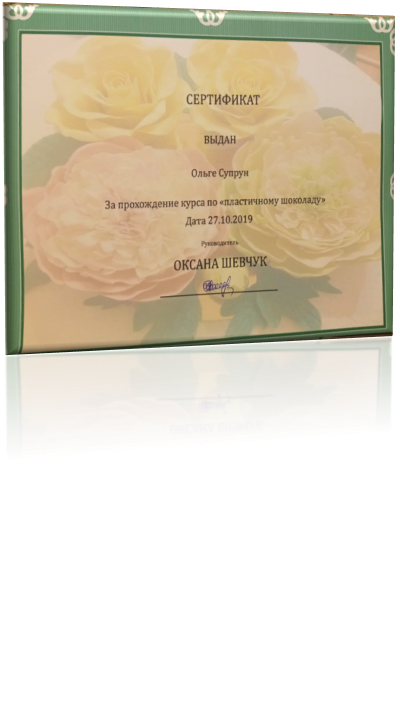 СЕРТИФИКАТ
ВЫДАН
Ольге Супрун
За прохождение курса по «пластичному шоколаду»
Дата 27.10.2019
Руководитель
ОКСАНА ШЕВЧУК